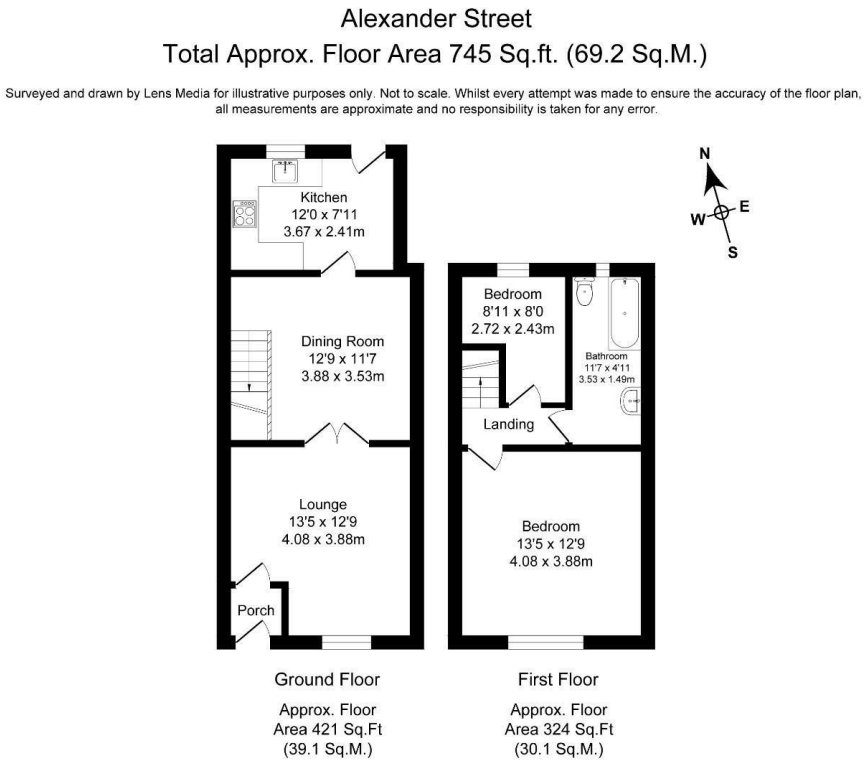 Alexander Street
Total Approx. Floor Area 745 Sq.ft. (69.2 Sq.M.)
Surveyed and drawn by Lens Media for illustrative purposes only. Not to scale. Whilst every attempt was made to ensure the accuracy of the floor plan,
all measurements are approximate and no responsibility is taken for any error.
N
E
W
S
Kitchen
12'0 x 7'11
3.67 x 2.41m
Dining Room
12'9 x 11'7
3.88 x 3.53m
Lounge
13'5 x 12'9
4.08 x 3.88m
Porch
Bedroom
8'11 x 8'0
2.72 x 2.43m
Bathroom
11'7 x 4'11
3.53 x 1.49m
Landing
Bedroom
13'5 x 12'9
4.08 x 3.88m
Ground Floor
Approx. Floor
Area 421 Sq.Ft
(39.1 Sq.M.)
First Floor
Approx. Floor
Area 324 Sq.Ft
(30.1 Sq.M.)